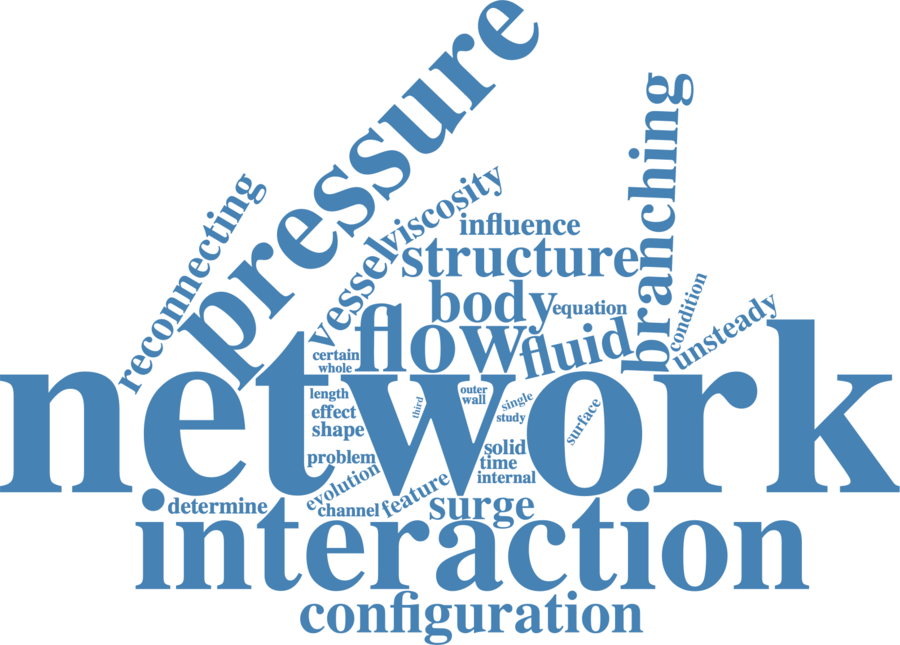 pressure
branching
reconnecting
viscosity
vessel
influence
structure
body
equation
condition
unsteady
flow
fluid
certain
whole
network
length
third
outer
wall
single
study
surface
effect
shape
problem
solid
time
internal
evolution
feature
channel
determine
surge
interaction
configuration